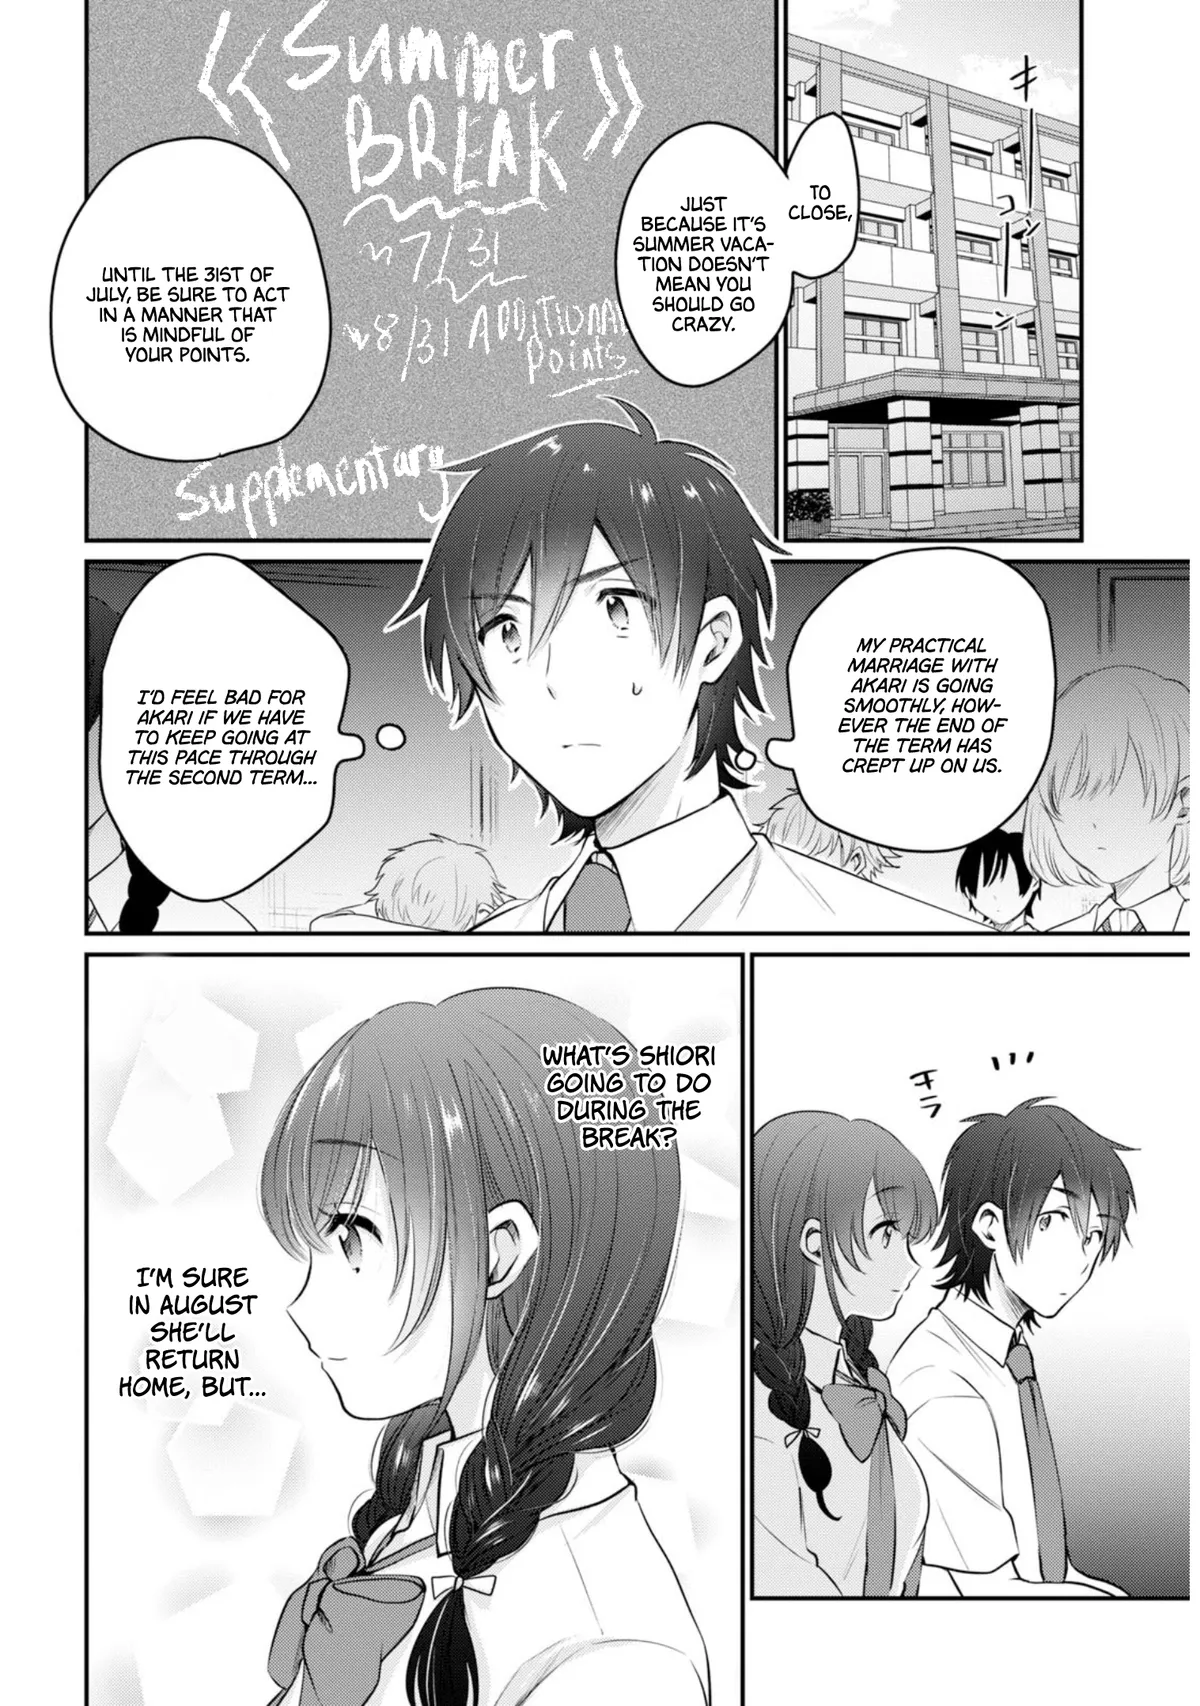 キーン
コーン
TO
CLOSE,
JUST
BECAUSE IT'S
SUMMER VACA-
TION DOESN'T
MEAN YOU
SHOULD GO
CRAZY.
《Summer
BREAK》
~7/31
~8/31 ADDITIONAL
points
Supplementary
UNTIL THE 31ST OF
JULY, BE SURE TO ACT
IN A MANNER THAT
IS MINDFUL OF
YOUR POINTS.
MY PRACTICAL
MARRIAGE WITH
AKARI IS GOING
SMOOTHLY, HOW-
EVER THE END OF
THE TERM HAS
CREPT UP ON US.
I'D FEEL BAD FOR
AKARI IF WE HAVE
TO KEEP GOING AT
THIS PACE THROUGH
THE SECOND TERM...
チラ
WHAT'S SHIORI
GOING TO DO
DURING THE
BREAK?
I'M SURE
IN AUGUST
SHE'LL
RETURN
HOME, BUT...